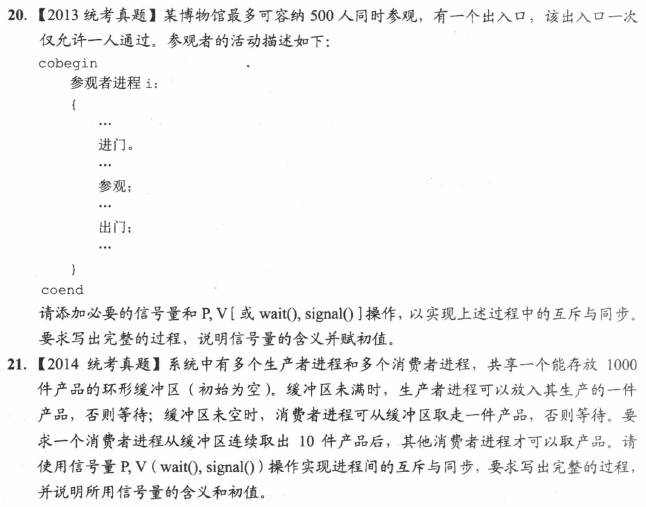 20. 【2013 统考真题】某博物馆最多可容纳 500 人同时参观，有一个出入口，该出入口一次
仅允许一人通过。参观者的活动描述如下：
cobegin
参观者进程 i：
{
…
进门。
…
参观；
…
出门；
…
}
coend
请添加必要的信号量和 P, V [ 或 wait(), signal() ]操作，以实现上述过程中的互斥与同步。
要求写出完整的过程，说明信号量的含义并赋初值。
21. 【2014 统考真题】系统中有多个生产者进程和多个消费者进程，共享一个能存放 1000
件产品的环形缓冲区（初始为空）。缓冲区未满时，生产者进程可以放入其生产的一件
产品，否则等待；缓冲区未空时，消费者进程可从缓冲区取走一件产品，否则等待。要
求一个消费者进程从缓冲区连续取出 10 件产品后，其他消费者进程才可以取产品。请
使用信号量 P, V（wait(), signal()）操作实现进程间的互斥与同步，要求写出完整的过程，
并说明所用信号量的含义和初值。